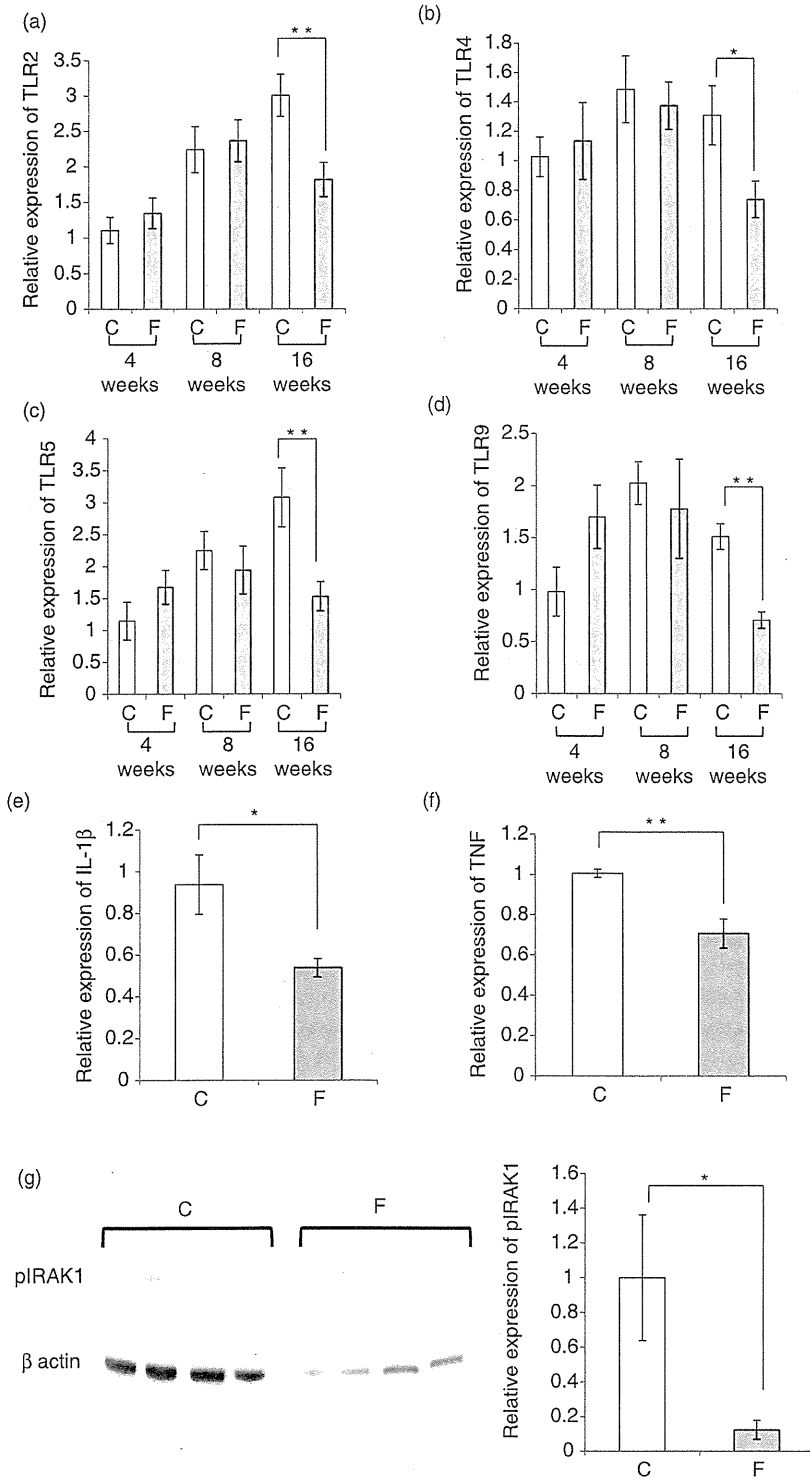 (a)
Relative expression of TLR2
3.5
3
2.5
2
1.5
1
0.5
0
**
C F C F C F
4 8 16
weeks weeks weeks
(b)
Relative expression of TLR4
1.8
1.6
1.4
1.2
1
0.8
0.6
0.4
0.2
0
*
C F C F C F
4 8 16
weeks weeks weeks
(c)
Relative expression of TLR5
4
3.5
3
2.5
2
1.5
1
0.5
0
**
C F C F C F
4 8 16
weeks weeks weeks
(d)
Relative expression of TLR9
2.5
2
1.5
1
0.5
0
**
C F C F C F
4 8 16
weeks weeks weeks
(e)
Relative expression of IL-1β
1.2
1
0.8
0.6
0.4
0.2
0
*
C F
(f)
Relative expression of TNF
1.2
1
0.8
0.6
0.4
0.2
0
**
C F
(g)
C F
pIRAK1
β actin
Relative expression of pIRAK1
1.6
1.4
1.2
1
0.8
0.6
0.4
0.2
0
*
C F